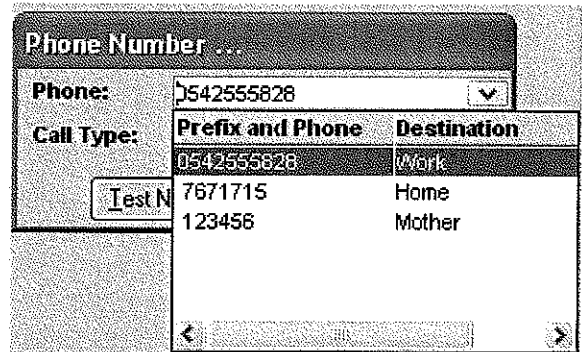 Phone Number ...
Phone: 0542555828
Call Type:
Prefix and Phone Destination
0542555828 Work
Test N
7671715 Home
123456 Mother